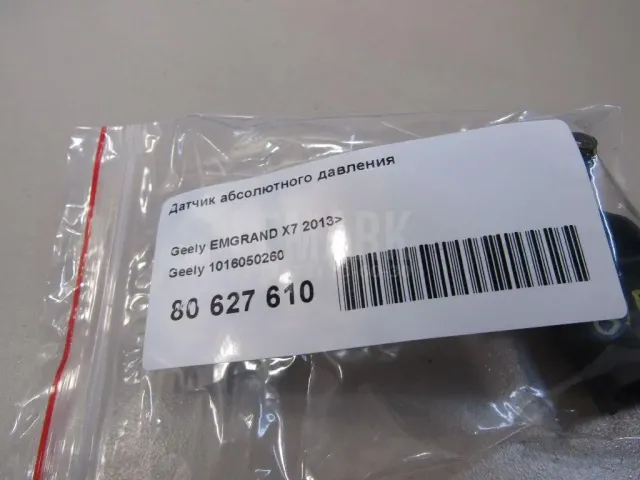 Датчик абсолютного давления
Geely EMGRAND X7 2013>
Geely 1016050260
80 627 610